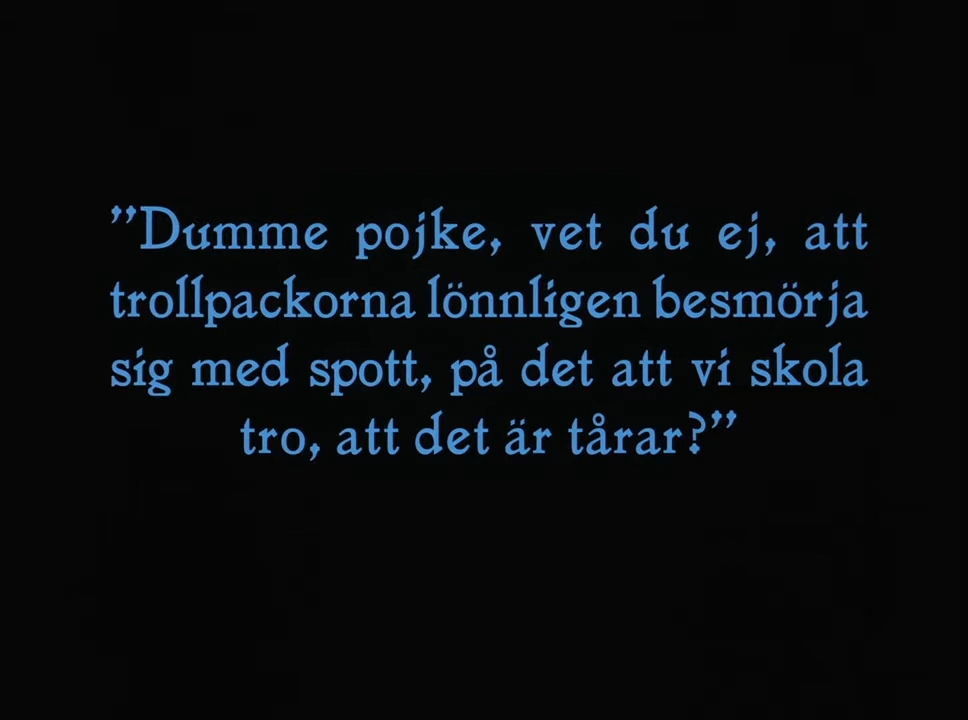 ”Dumme pojke, vet du ej, att
trollpackorna lönnligen besmörja
sig med spott, på det att vi skola
tro, att det är tårar?”